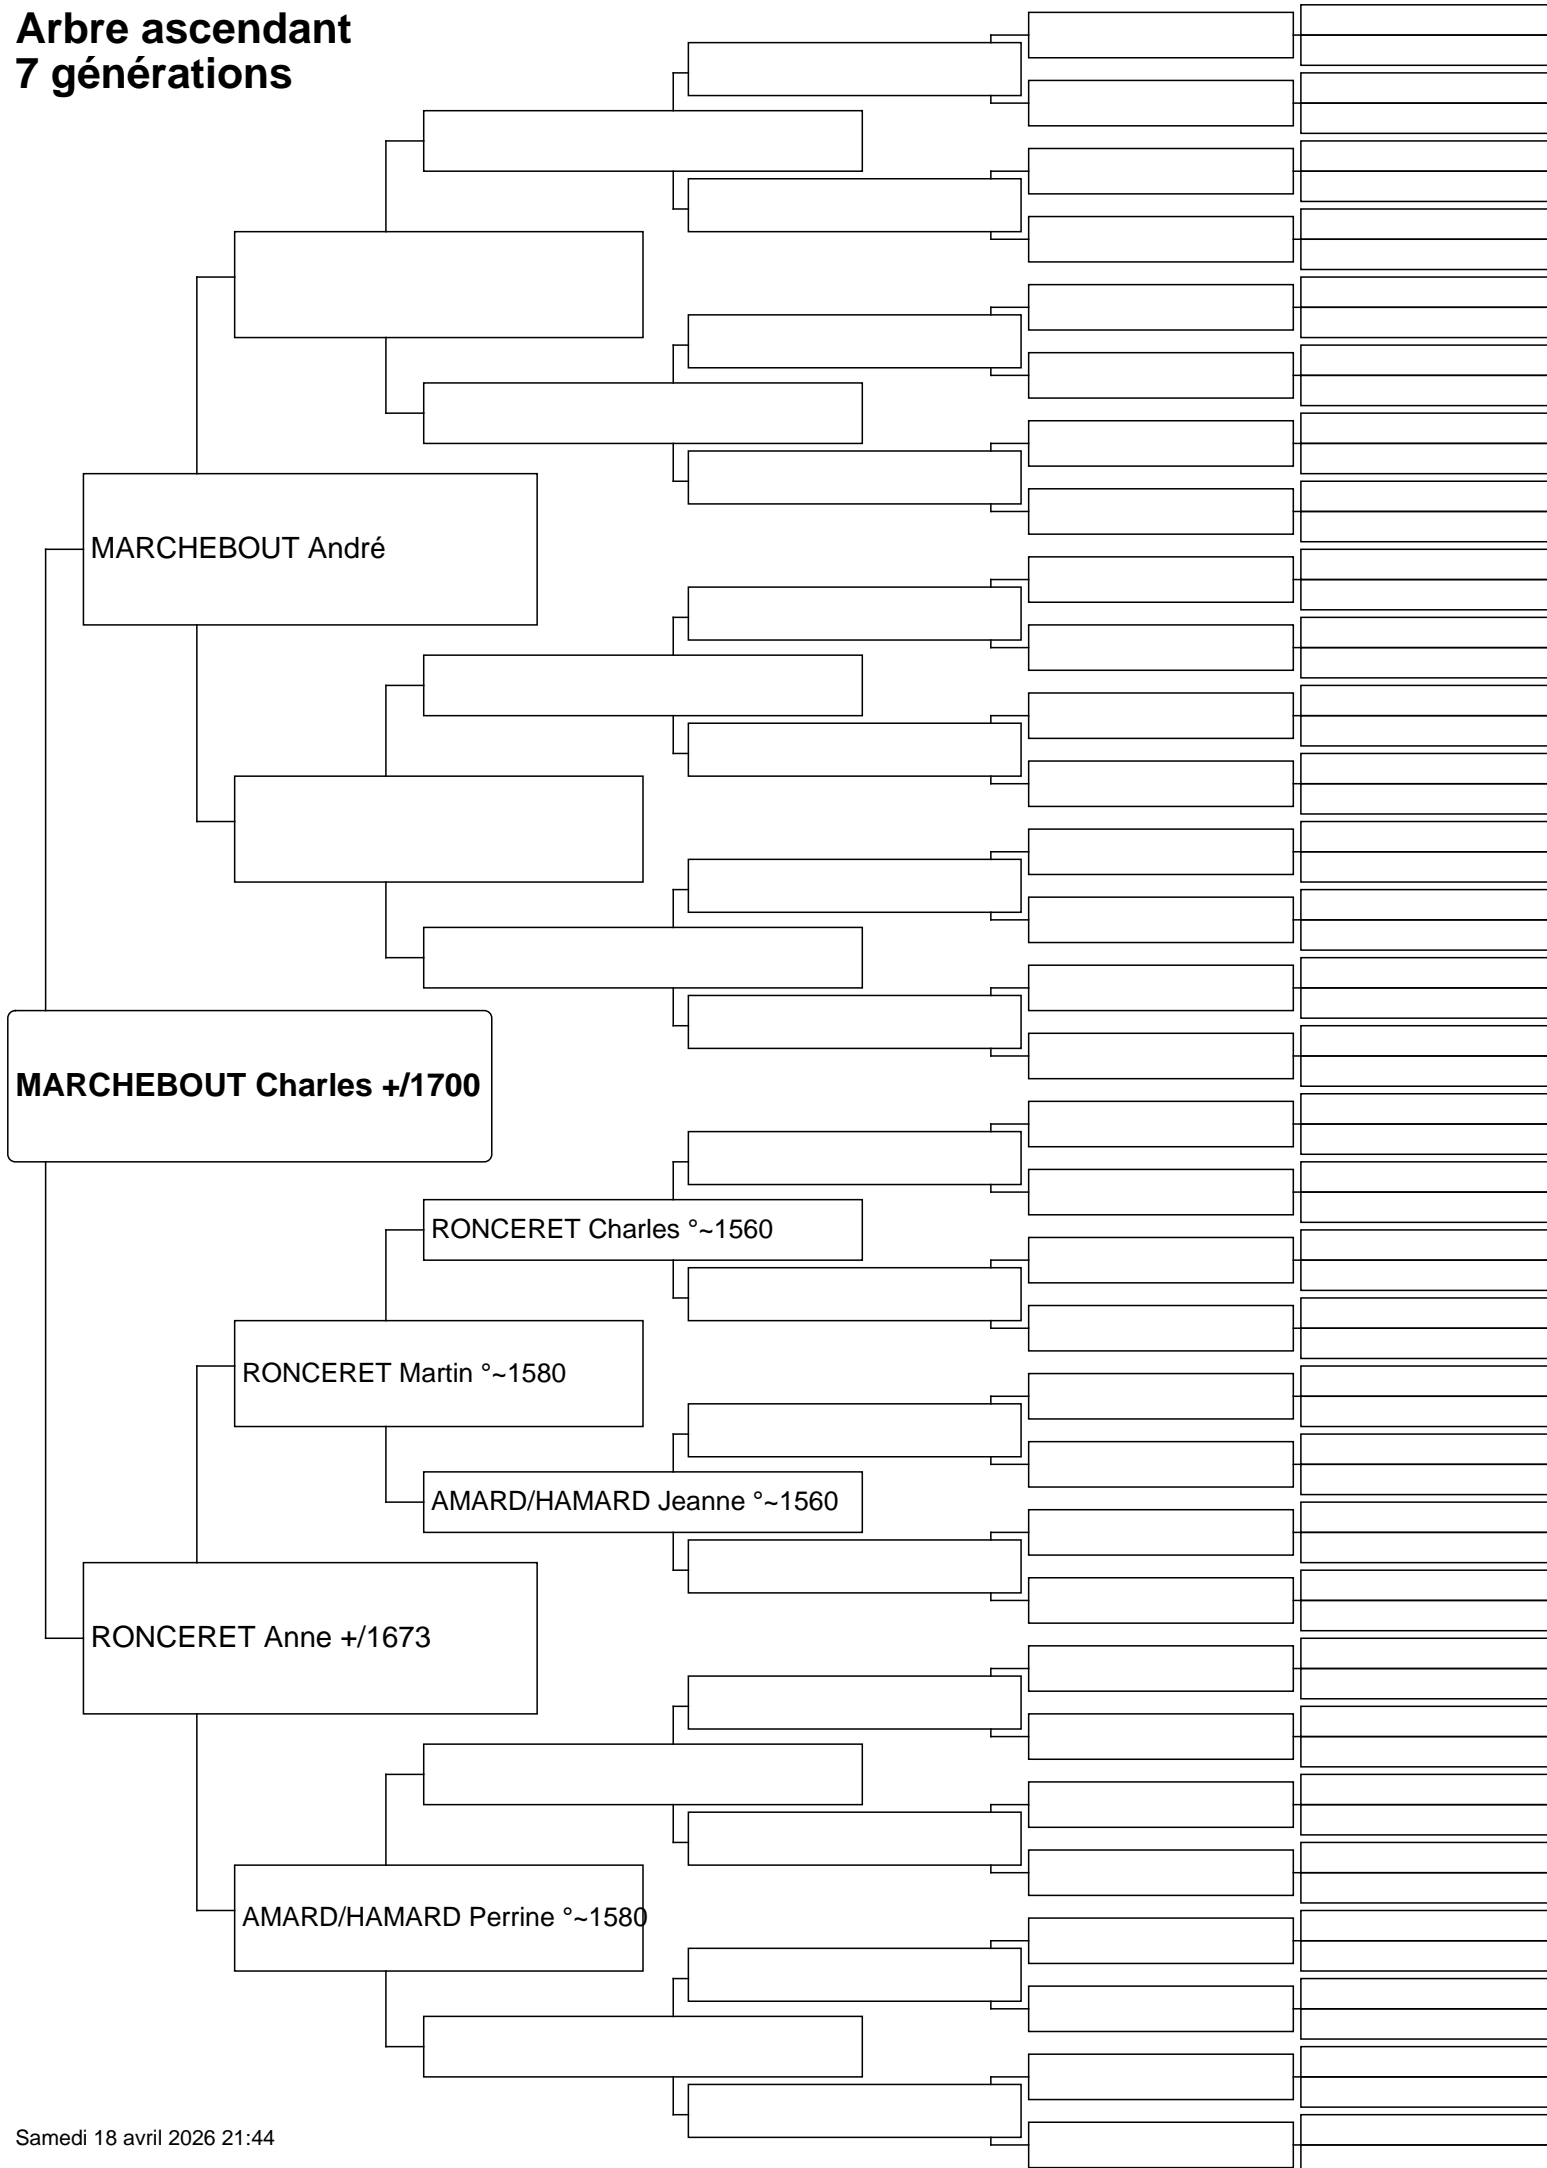 Arbre ascendant
7 générations
MARCHEBOUT André
MARCHEBOUT Charles +/1700
RONCERET Charles °~1560
RONCERET Martin °~1580
AMARD/HAMARD Jeanne °~1560
RONCERET Anne +/1673
AMARD/HAMARD Perrine °~1580
Samedi 18 avril 2026 21:44